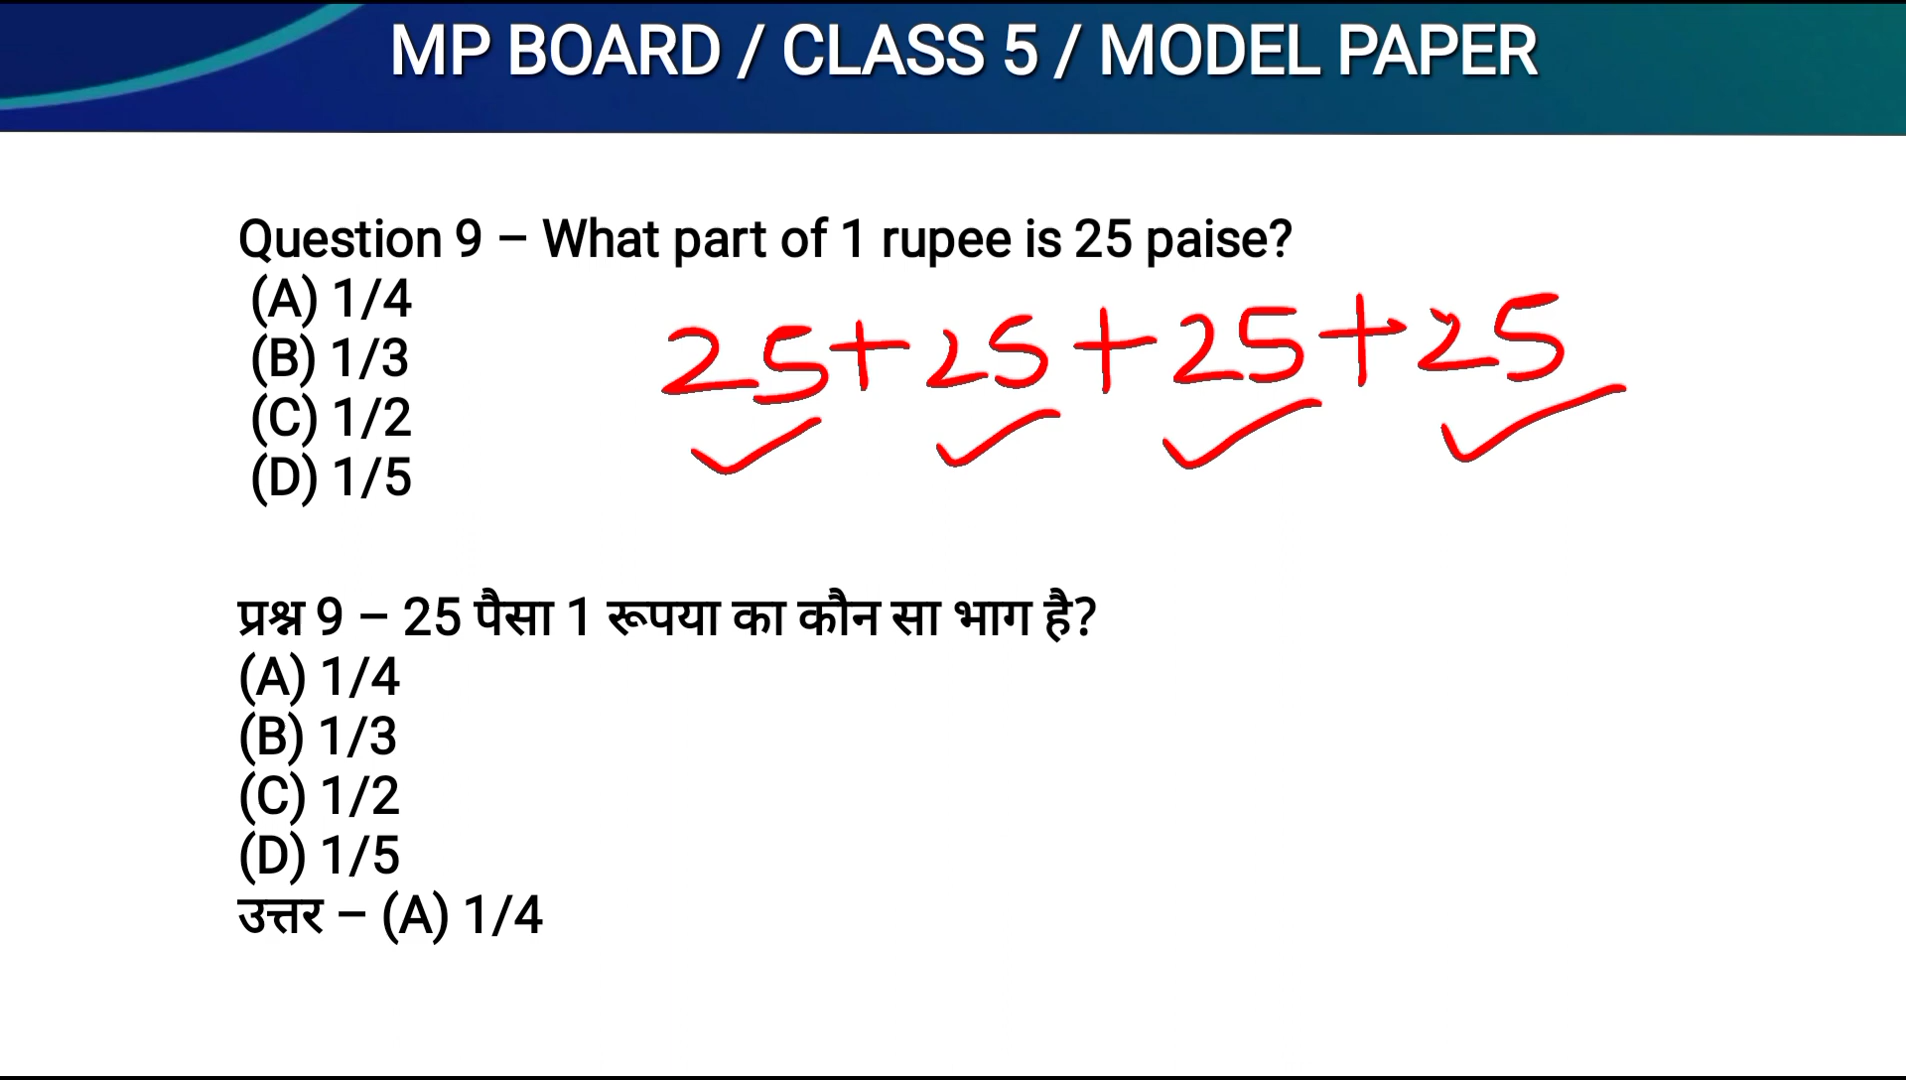 MP BOARD / CLASS 5 / MODEL PAPER
Question 9 – What part of 1 rupee is 25 paise?
(A) 1/4
(B) 1/3
(C) 1/2
(D) 1/5
25+25+25+25
प्रश्न 9 – 25 पैसा 1 रूपया का कौन सा भाग है?
(A) 1/4
(B) 1/3
(C) 1/2
(D) 1/5
उत्तर – (A) 1/4